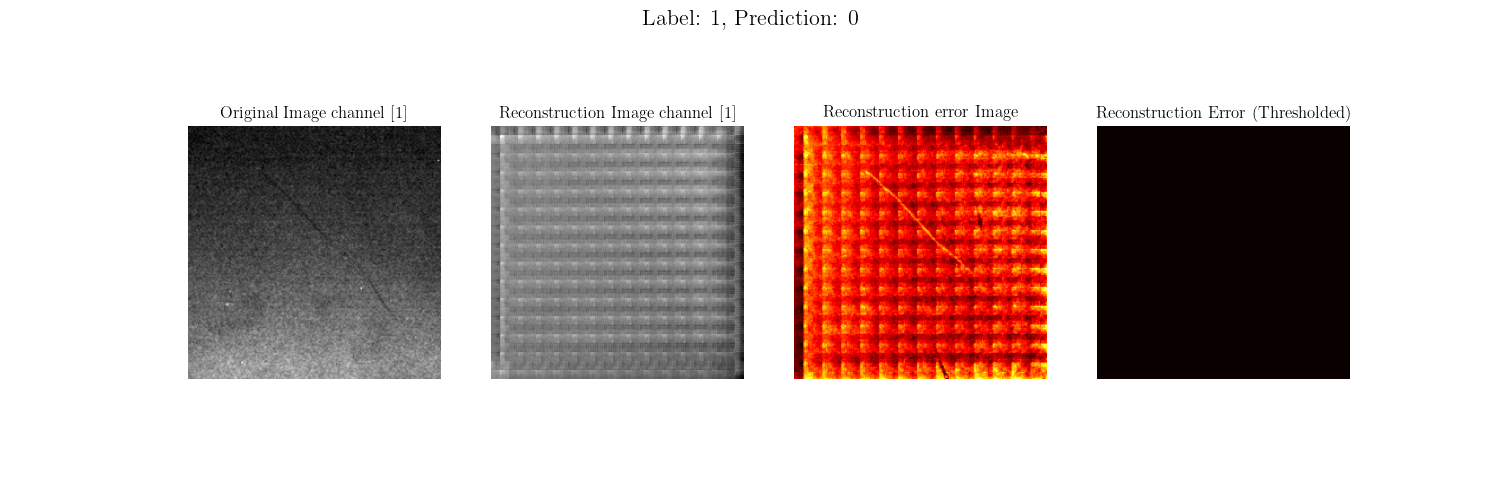 Label: 1, Prediction: 0
Original Image channel [1]
Reconstruction Image channel [1]
Reconstruction error Image
Reconstruction Error (Thresholded)